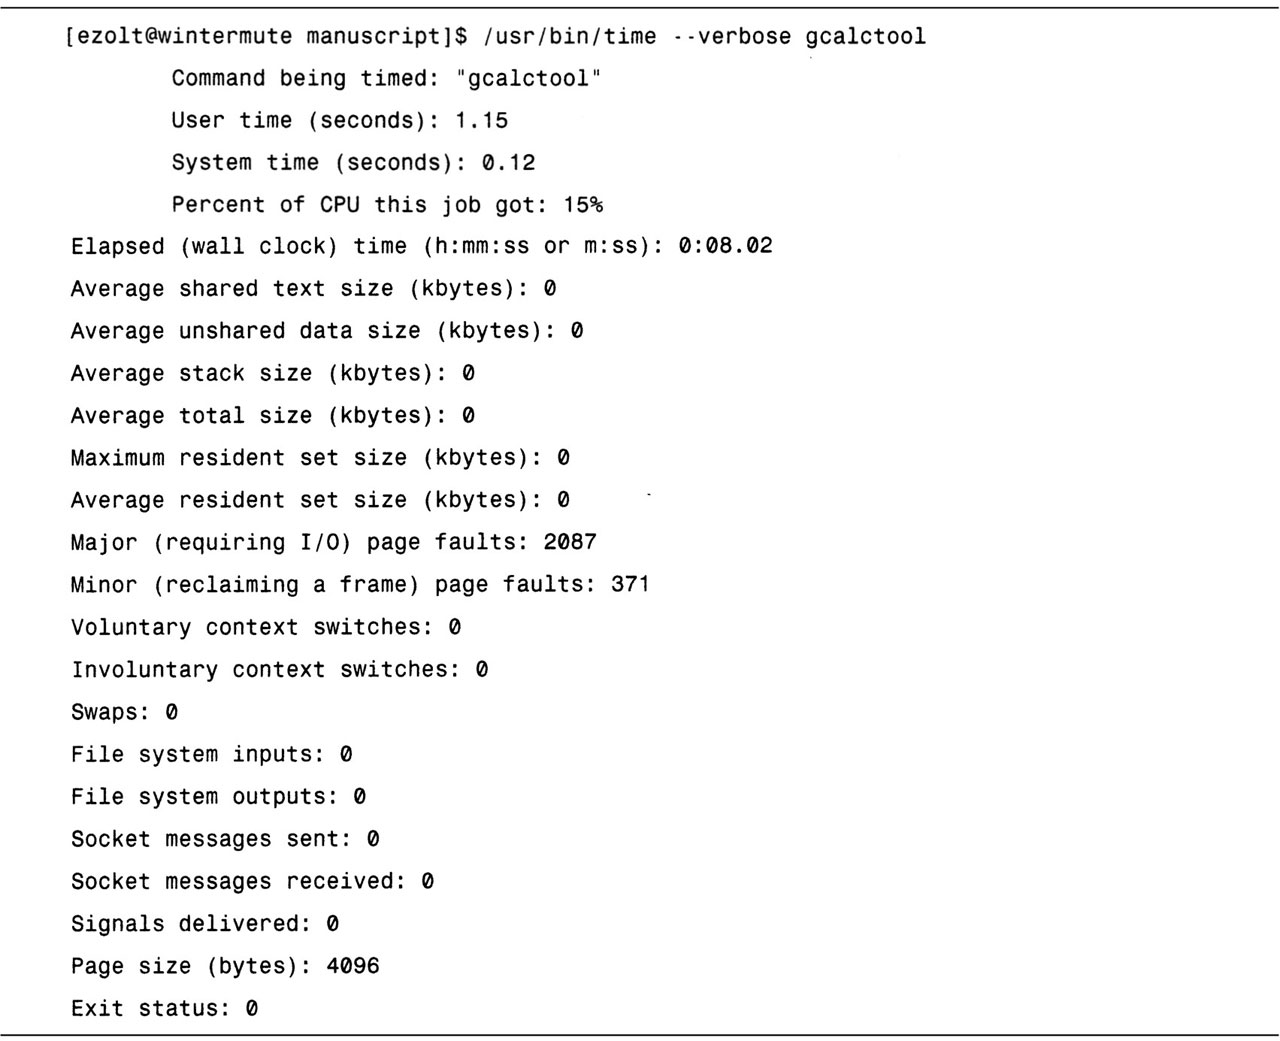 [ezolt@wintermute manuscript]$ /usr/bin/time --verbose gcalctool
Command being timed: "gcalctool"
User time (seconds): 1.15
System time (seconds): 0.12
Percent of CPU this job got: 15%
Elapsed (wall clock) time (h:mm:ss or m:ss): 0:08.02
Average shared text size (kbytes): 0
Average unshared data size (kbytes): 0
Average stack size (kbytes): 0
Average total size (kbytes): 0
Maximum resident set size (kbytes): 0
Average resident set size (kbytes): 0
Major (requiring I/O) page faults: 2087
Minor (reclaiming a frame) page faults: 371
Voluntary context switches: 0
Involuntary context switches: 0
Swaps: 0
File system inputs: 0
File system outputs: 0
Socket messages sent: 0
Socket messages received: 0
Signals delivered: 0
Page size (bytes): 4096
Exit status: 0